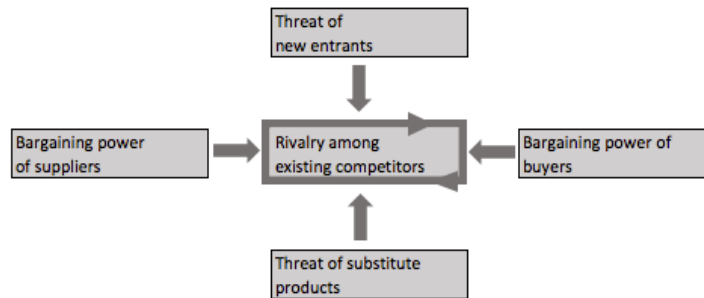 Threat of
new entrants
Bargaining power
of suppliers
Rivalry among
existing competitors
Bargaining power of
buyers
Threat of substitute
products